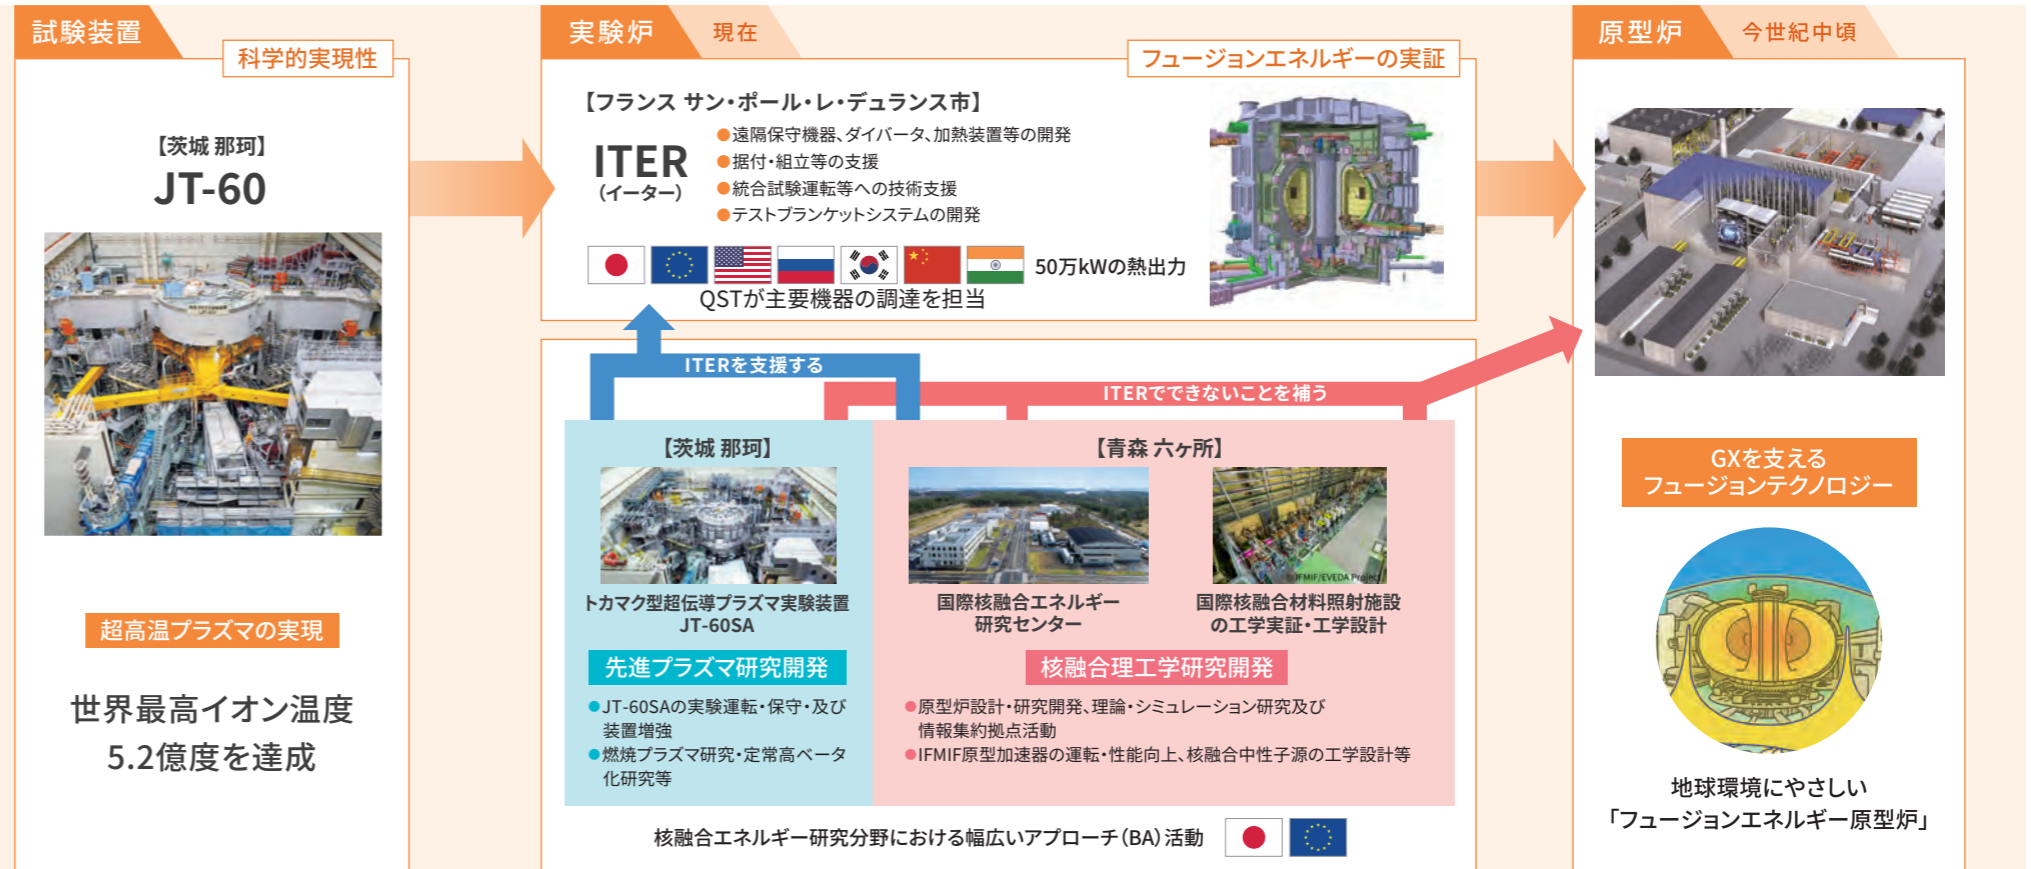 試験装置
科学的実現性
【茨城 那珂】
JT-60
超高温プラズマの実現
世界最高イオン温度
5.2億度を達成
実験炉
現在
フュージョンエネルギーの実証
【フランス サン・ポール・レ・デュランス市】
ITER
（イーター）
●遠隔保守機器、ダイバータ、加熱装置等の開発
●据付・組立等の支援
●統合試験運転等への技術支援
●テストブランケットシステムの開発
50万kWの熱出力
QSTが主要機器の調達を担当
ITERを支援する
ITERでできないことを補う
【茨城 那珂】
トカマク型超伝導プラズマ実験装置
JT-60SA
先進プラズマ研究開発
●JT-60SAの実験運転・保守・及び
装置増強
●燃焼プラズマ研究・定常高ベータ
化研究等
【青森 六ヶ所】
国際核融合エネルギー
研究センター
©IFMIF/EVEDA Project
国際核融合材料照射施設
の工学実証・工学設計
核融合理工学研究開発
●原型炉設計・研究開発、理論・シミュレーション研究及び
情報集約拠点活動
●IFMIF原型加速器の運転・性能向上、核融合中性子源の工学設計等
核融合エネルギー研究分野における幅広いアプローチ（BA）活動
原型炉
今世紀中頃
GXを支える
フュージョンテクノロジー
地球環境にやさしい
「フュージョンエネルギー原型炉」